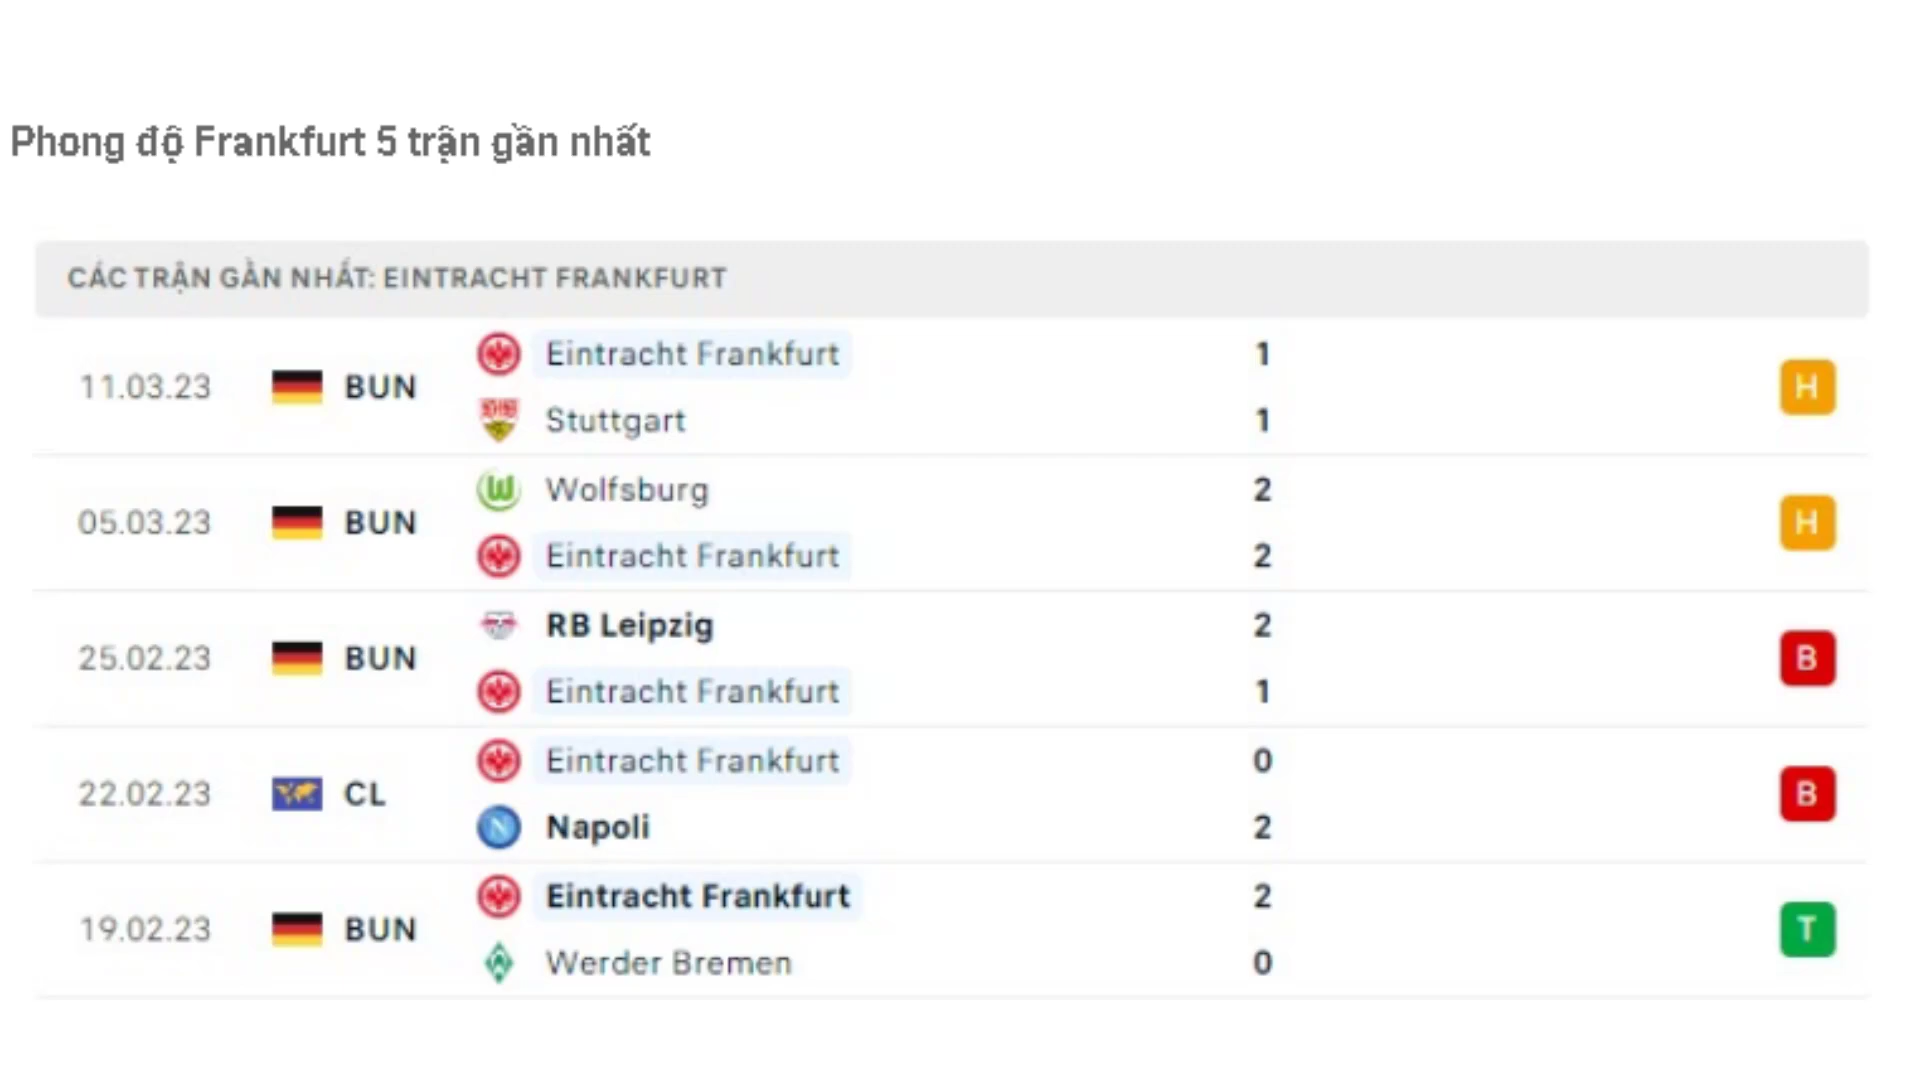 Phong độ Frankfurt 5 trận gần nhất
CÁC TRẬN GẦN NHẤT: EINTRACHT FRANKFURT
11.03.23 BUN Eintracht Frankfurt 1 H
Stuttgart 1
05.03.23 BUN Wolfsburg 2 H
Eintracht Frankfurt 2
25.02.23 BUN RB Leipzig 2 B
Eintracht Frankfurt 1
22.02.23 CL Eintracht Frankfurt 0 B
Napoli 2
19.02.23 BUN Eintracht Frankfurt 2 T
Werder Bremen 0